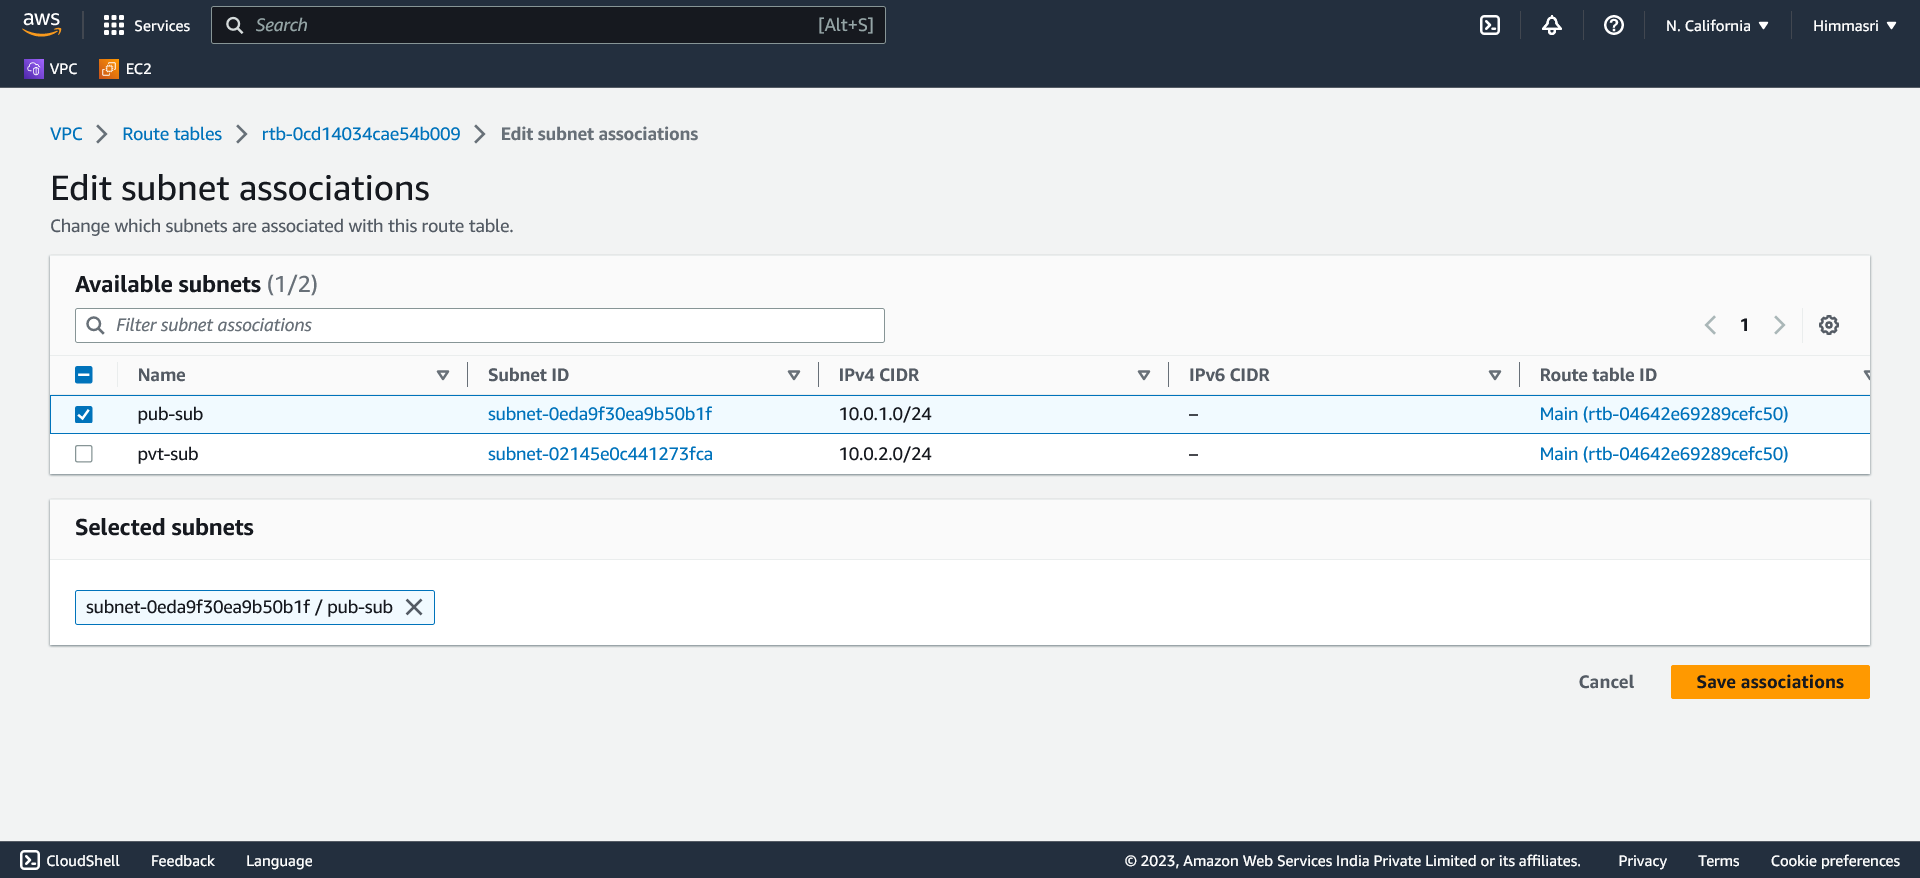 aws Services Search [Alt+S] N. California Himmasri
VPC EC2
VPC Route tables rtb-0cd14034cae54b009 Edit subnet associations
Edit subnet associations
Change which subnets are associated with this route table.
Available subnets (1/2)
Filter subnet associations 1
Name Subnet ID IPv4 CIDR IPv6 CIDR Route table ID
pub-sub subnet-0eda9f30ea9b50b1f 10.0.1.0/24 – Main (rtb-04642e69289cefc50)
pvt-sub subnet-02145e0c441273fca 10.0.2.0/24 – Main (rtb-04642e69289cefc50)
Selected subnets
subnet-0eda9f30ea9b50b1f / pub-sub
Cancel Save associations
CloudShell Feedback Language © 2023, Amazon Web Services India Private Limited or its affiliates. Privacy Terms Cookie preferences